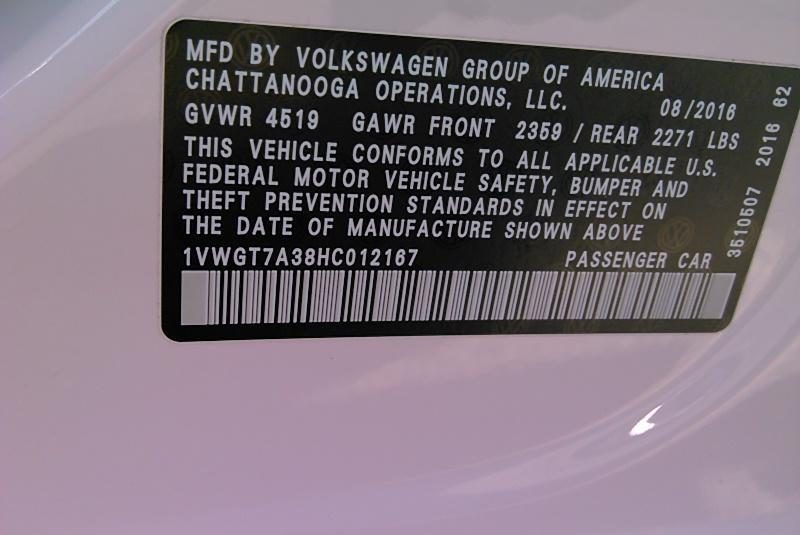 MFD BY VOLKSWAGEN GROUP OF AMERICA
CHATTANOOGA OPERATIONS, LLC. 08/2016
GVWR 4519 GAWR FRONT 2359 / REAR 2271 LBS
THIS VEHICLE CONFORMS TO ALL APPLICABLE U.S.
FEDERAL MOTOR VEHICLE SAFETY, BUMPER AND
THEFT PREVENTION STANDARDS IN EFFECT ON
THE DATE OF MANUFACTURE SHOWN ABOVE
1VWGT7A38HC012167 PASSENGER CAR
3510507 2016 62